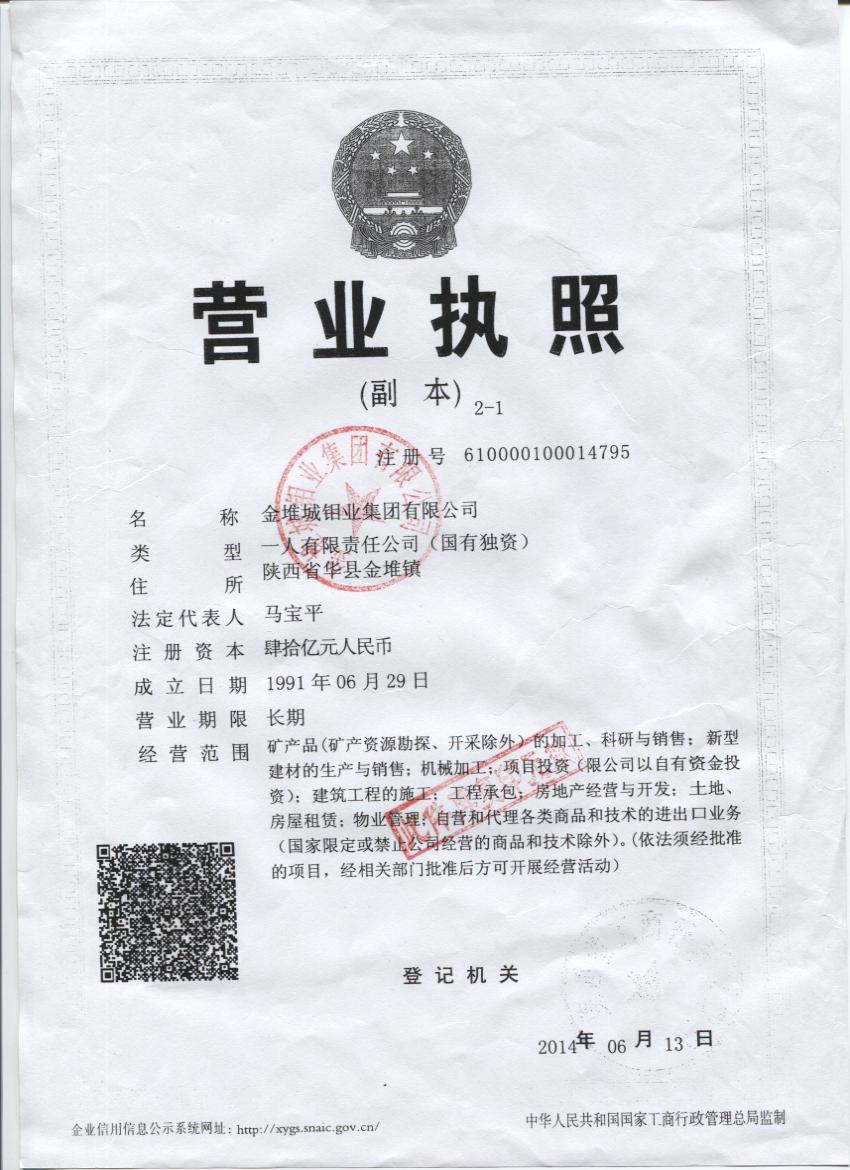 营业执照
(副 本) 2-1
注册号 610000100014795
名称 金堆城钼业集团有限公司
类型 一人有限责任公司（国有独资）
住所 陕西省华县金堆镇
法定代表人 马宝平
注册资本 肆拾亿元人民币
成立日期 1991年06月29日
营业期限 长期
经营范围 矿产品(矿产资源勘探、开采除外）的加工、科研与销售；新型
建材的生产与销售；机械加工；项目投资（限公司以自有资金投
资）；建筑工程的施工；工程承包；房地产经营与开发；土地、
房屋租赁；物业管理；自营和代理各类商品和技术的进出口业务
（国家限定或禁止公司经营的商品和技术除外）。（依法须经批准
的项目，经相关部门批准后方可开展经营活动）
登记机关
2014年 06 月 13 日
企业信用信息公示系统网址：http://xygs.snaic.gov.cn/
中华人民共和国国家工商行政管理总局监制